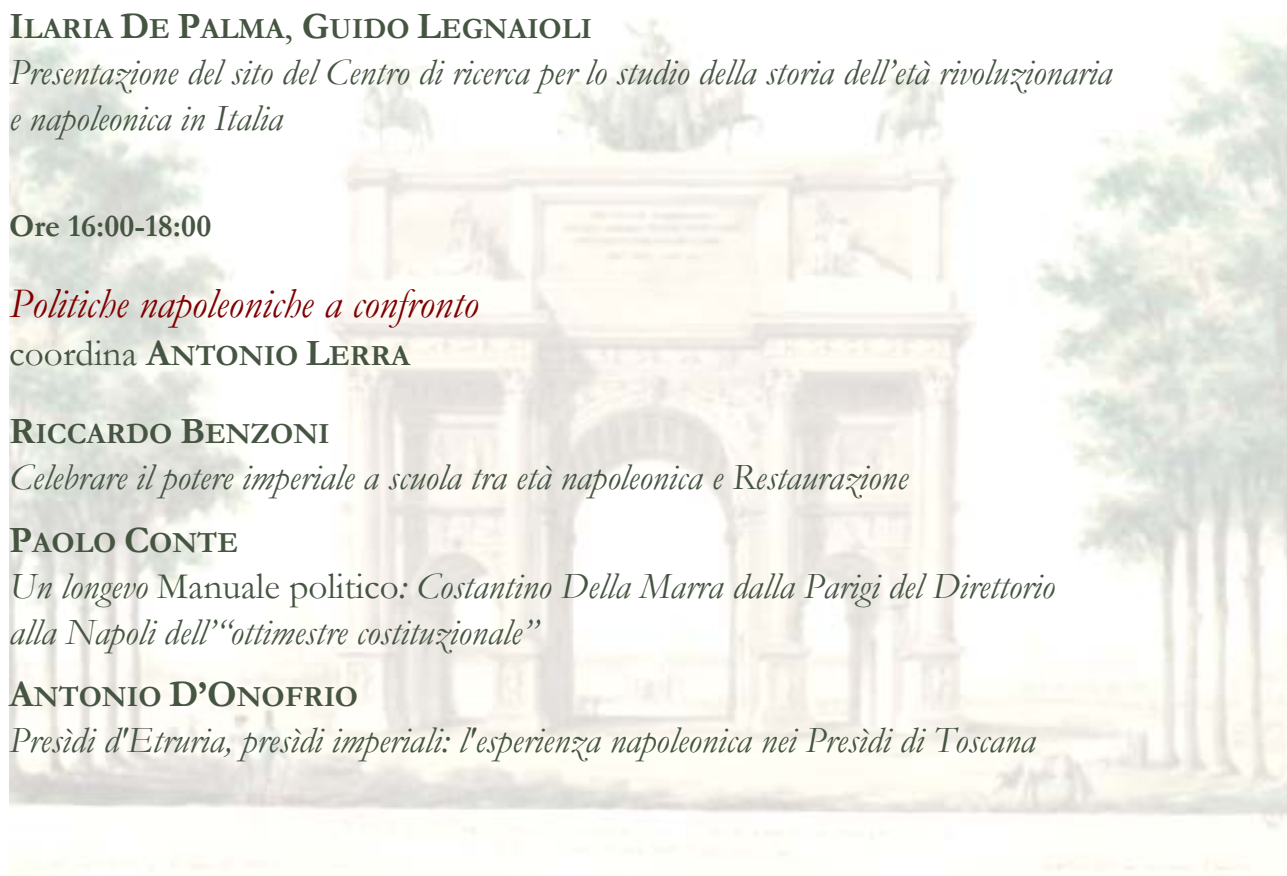 ILARIA DE PALMA, GUIDO LEGNAIOLI
Presentazione del sito del Centro di ricerca per lo studio della storia dell’età rivoluzionaria
e napoleonica in Italia
Ore 16:00-18:00
Politiche napoleoniche a confronto
coordina ANTONIO LERRA
RICCARDO BENZONI
Celebrare il potere imperiale a scuola tra età napoleonica e Restaurazione
PAOLO CONTE
Un longevo Manuale politico: Costantino Della Marra dalla Parigi del Direttorio
alla Napoli dell’“ottimestre costituzionale”
ANTONIO D’ONOFRIO
Presìdi d'Etruria, presìdi imperiali: l'esperienza napoleonica nei Presìdi di Toscana